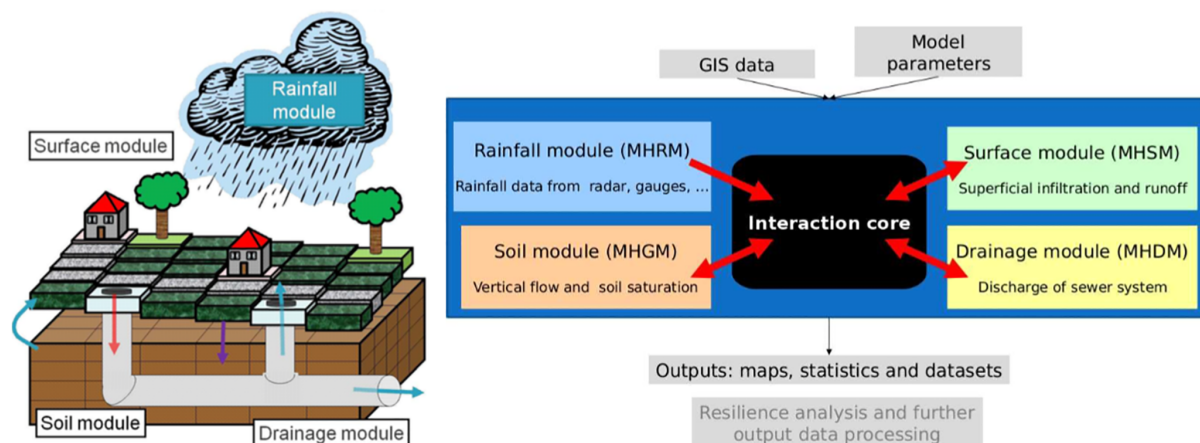 Rainfall
module
Surface module
Soil module
Drainage module
GIS data
Model
parameters
Rainfall module (MHRM)
Rainfall data from radar, gauges, ...
Surface module (MHSM)
Superficial infiltration and runoff
Interaction core
Soil module (MHGM)
Vertical flow and soil saturation
Drainage module (MHDM)
Discharge of sewer system
Outputs: maps, statistics and datasets
Resilience analysis and further
output data processing